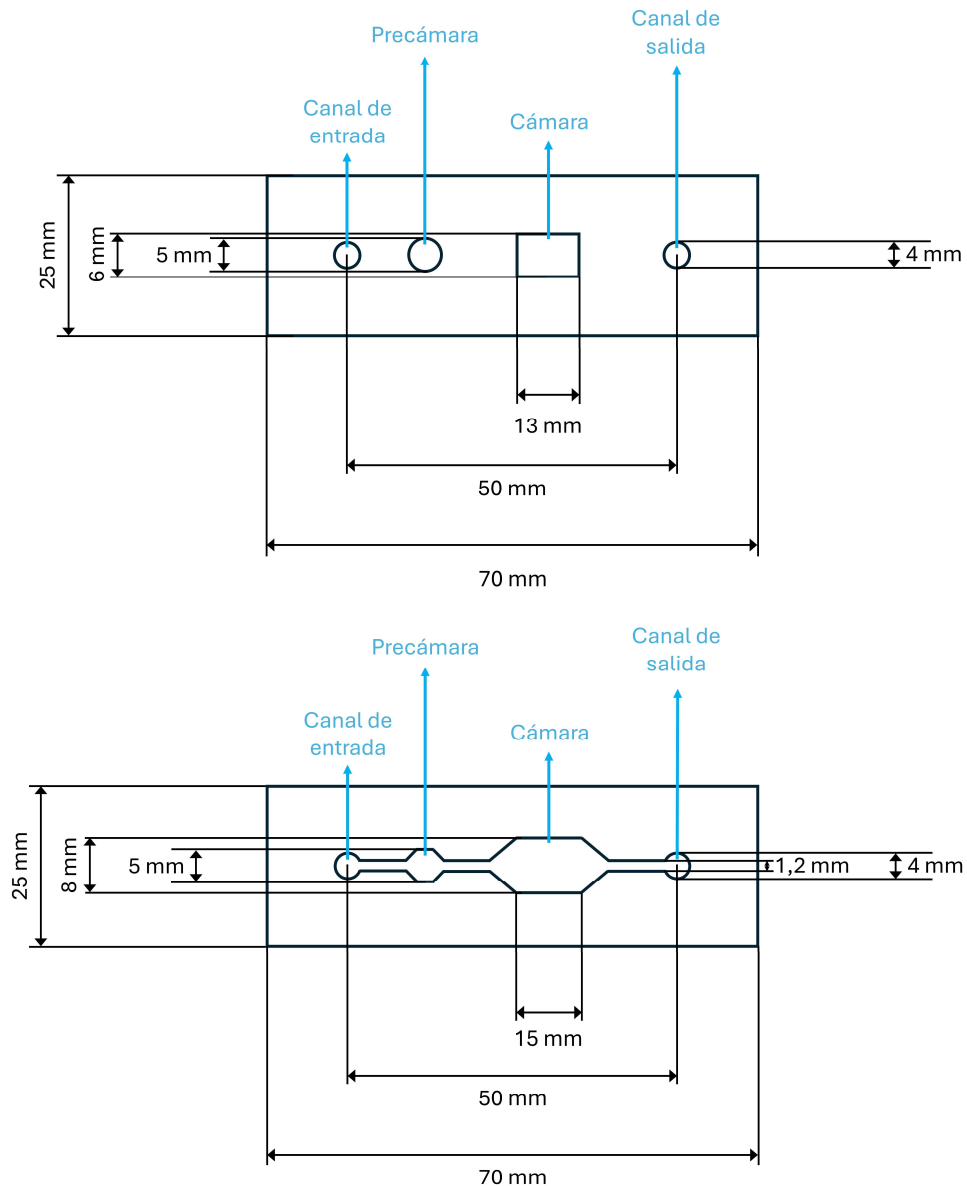 Canal de
salida
Precámara
Canal de
entrada
Cámara
25 mm
6 mm
5 mm
4 mm
13 mm
50 mm
70 mm
Canal de
salida
Precámara
Canal de
entrada
Cámara
25 mm
8 mm
5 mm
1,2 mm
4 mm
15 mm
50 mm
70 mm